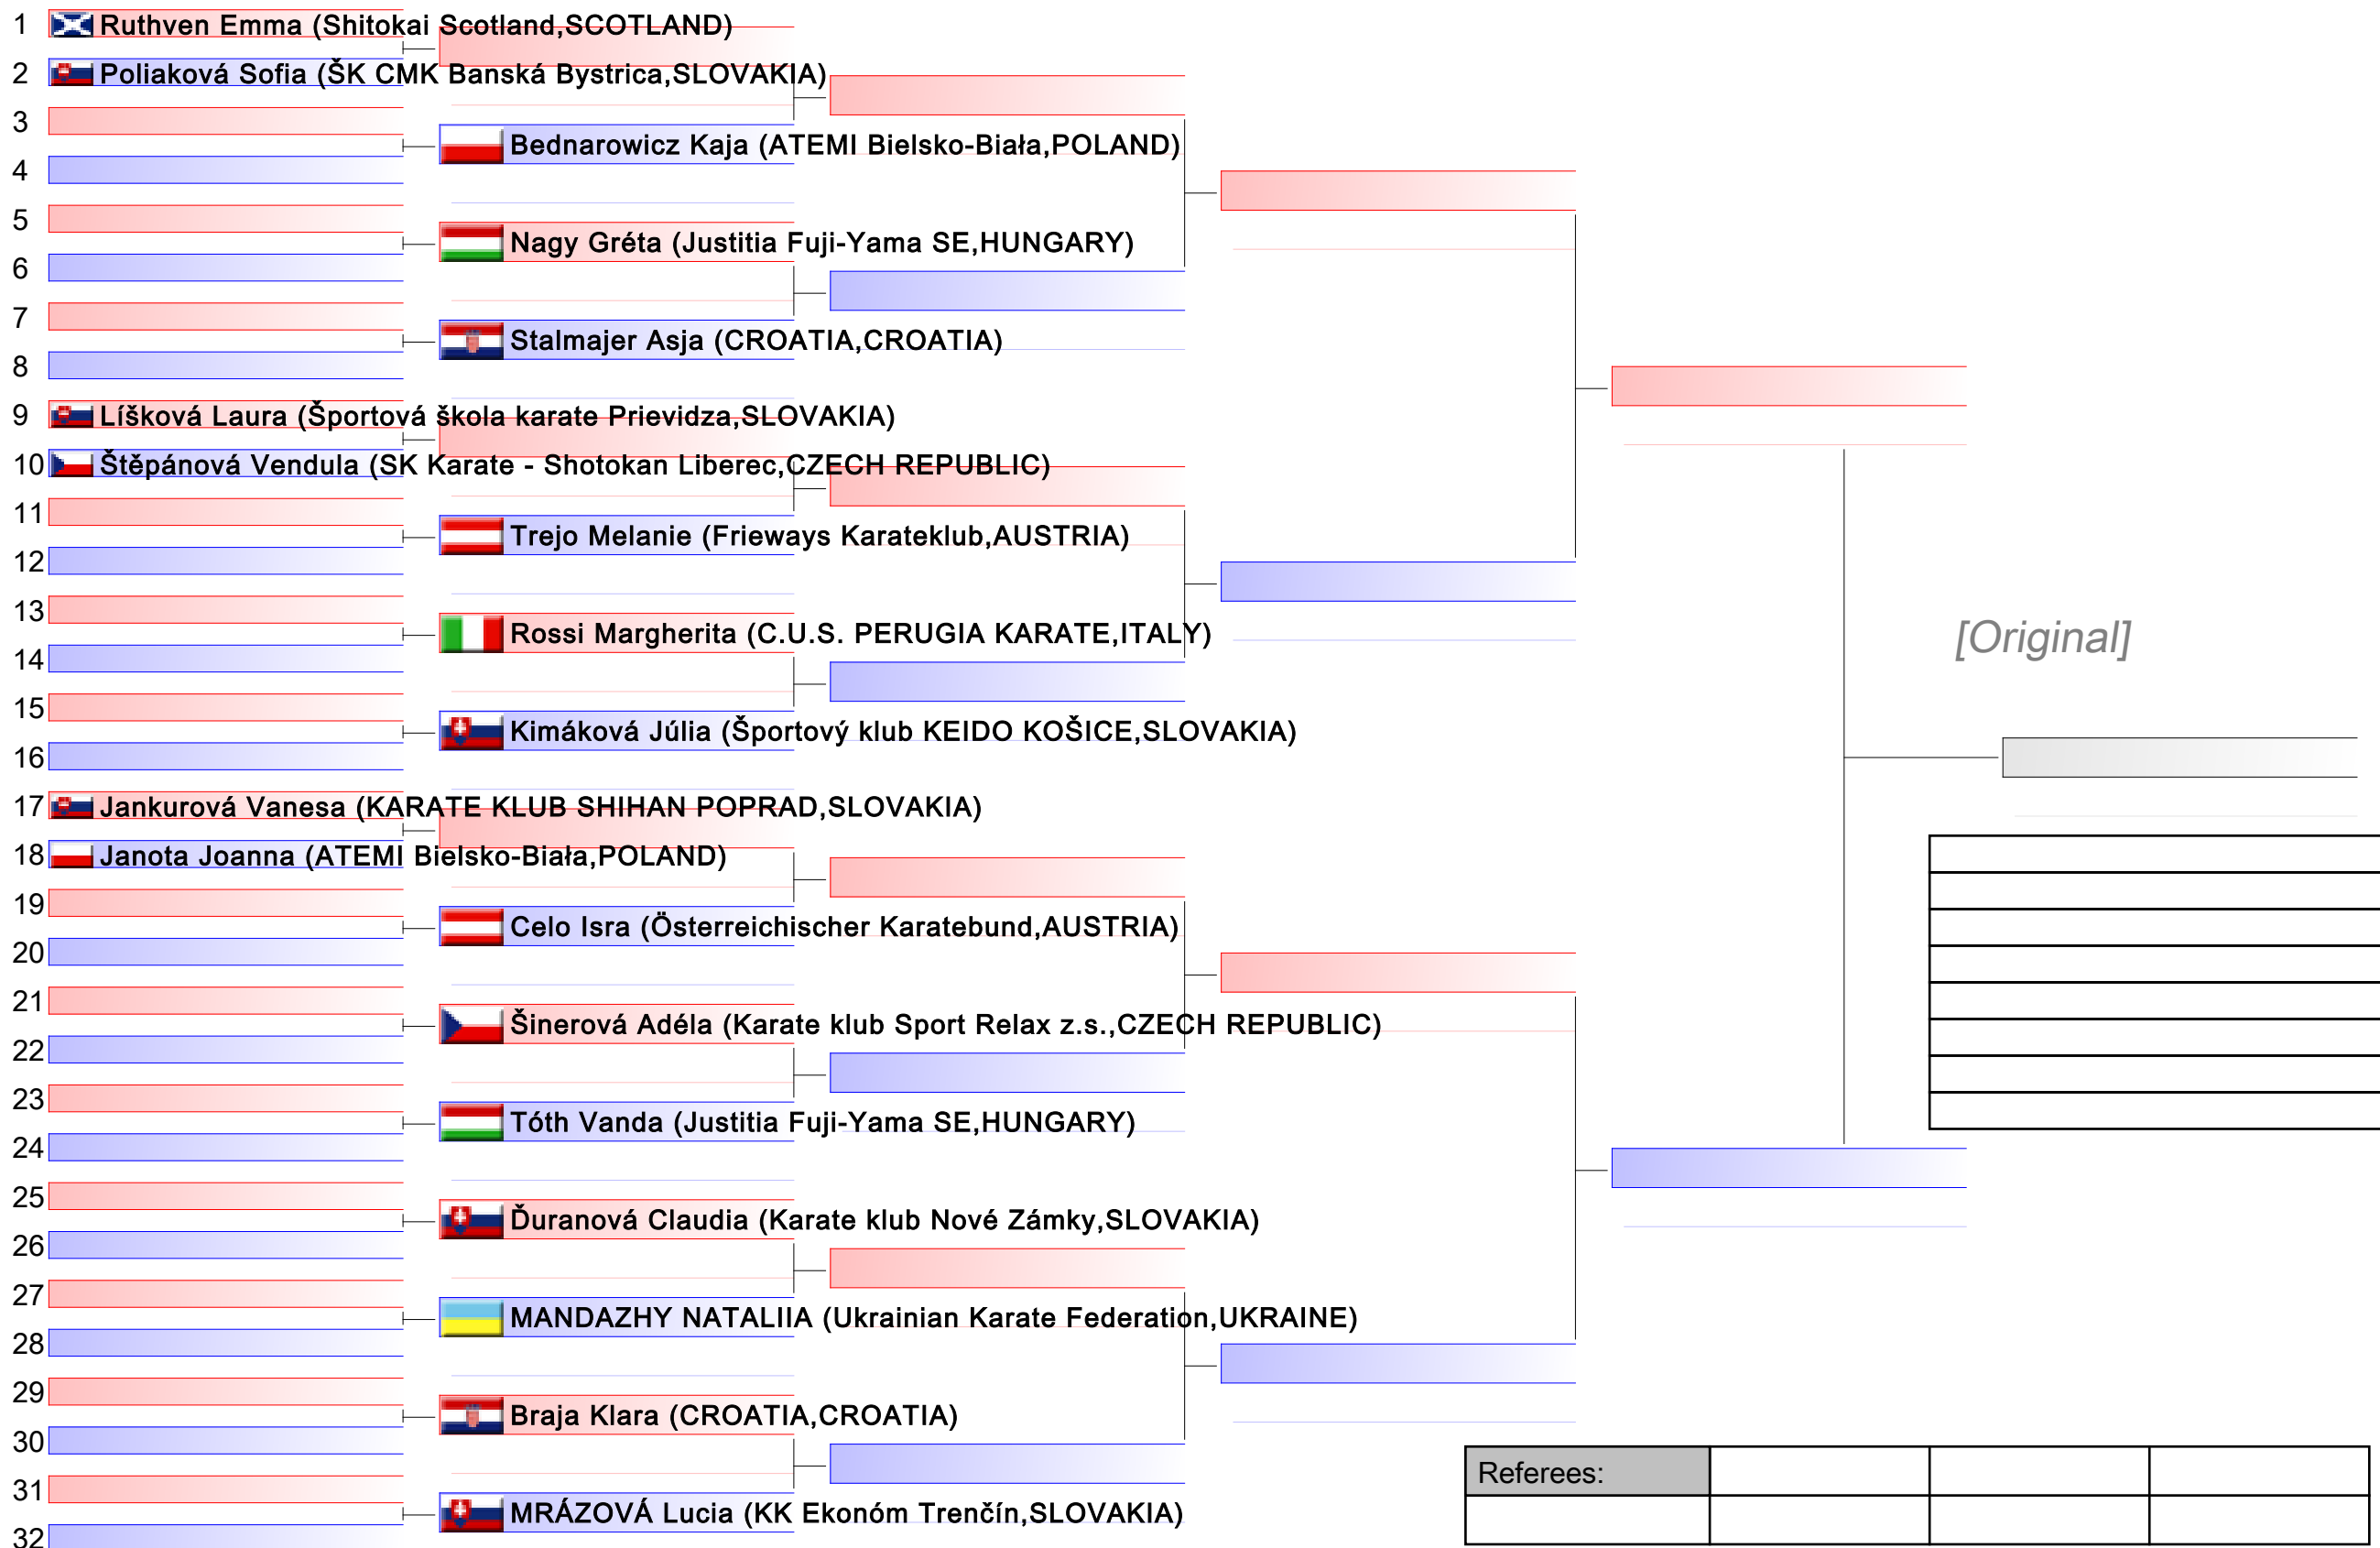 1 Ruthven Emma (Shitokai Scotland,SCOTLAND)
2 Poliaková Sofia (ŠK CMK Banská Bystrica,SLOVAKIA)
3
Bednarowicz Kaja (ATEMI Bielsko-Biała,POLAND)
4
5
Nagy Gréta (Justitia Fuji-Yama SE,HUNGARY)
6
7
Stalmajer Asja (CROATIA,CROATIA)
8
9 Líšková Laura (Športová škola karate Prievidza,SLOVAKIA)
10 Štěpánová Vendula (SK Karate - Shotokan Liberec,CZECH REPUBLIC)
11
Trejo Melanie (Frieways Karateklub,AUSTRIA)
12
13
Rossi Margherita (C.U.S. PERUGIA KARATE,ITALY)
[Original]
14
15
Kimáková Júlia (Športový klub KEIDO KOŠICE,SLOVAKIA)
16
17 Jankurová Vanesa (KARATE KLUB SHIHAN POPRAD,SLOVAKIA)
18 Janota Joanna (ATEMI Bielsko-Biała,POLAND)
19
Celo Isra (Österreichischer Karatebund,AUSTRIA)
20
21
Šinerová Adéla (Karate klub Sport Relax z.s.,CZECH REPUBLIC)
22
23
Tóth Vanda (Justitia Fuji-Yama SE,HUNGARY)
24
25
Ďuranová Claudia (Karate klub Nové Zámky,SLOVAKIA)
26
27
MANDAZHY NATALIIA (Ukrainian Karate Federation,UKRAINE)
28
29
Braja Klara (CROATIA,CROATIA)
30
Referees:
31
MRÁZOVÁ Lucia (KK Ekonóm Trenčín,SLOVAKIA)
32